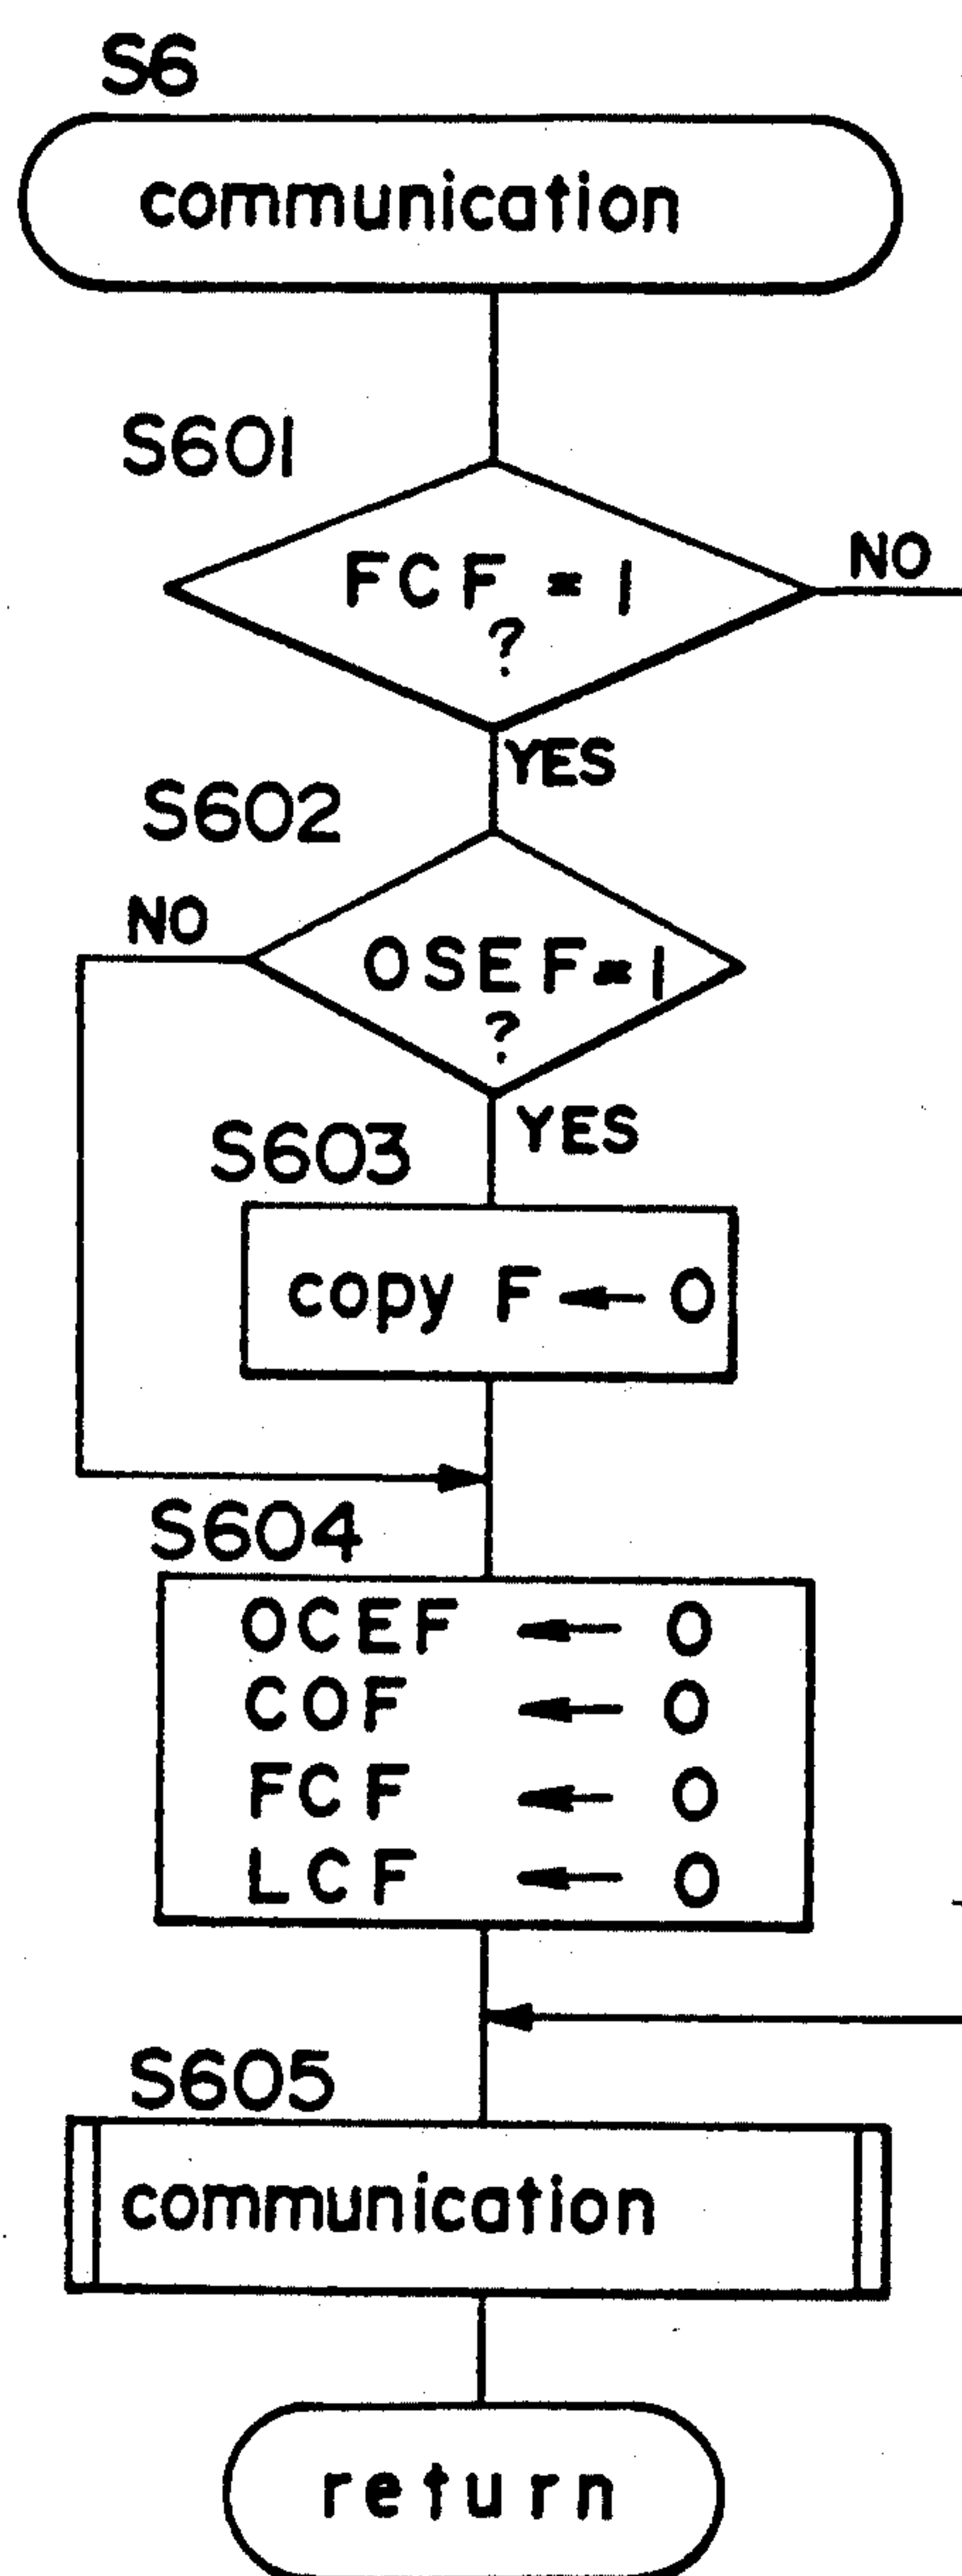 S6
communication
S601
FCF = 1
?
NO
YES
S602
NO
OSEF = 1
?
YES
S603
copy F ← 0
S604
OCEF ← 0
COF ← 0
FCF ← 0
LCF ← 0
S605
communication
return